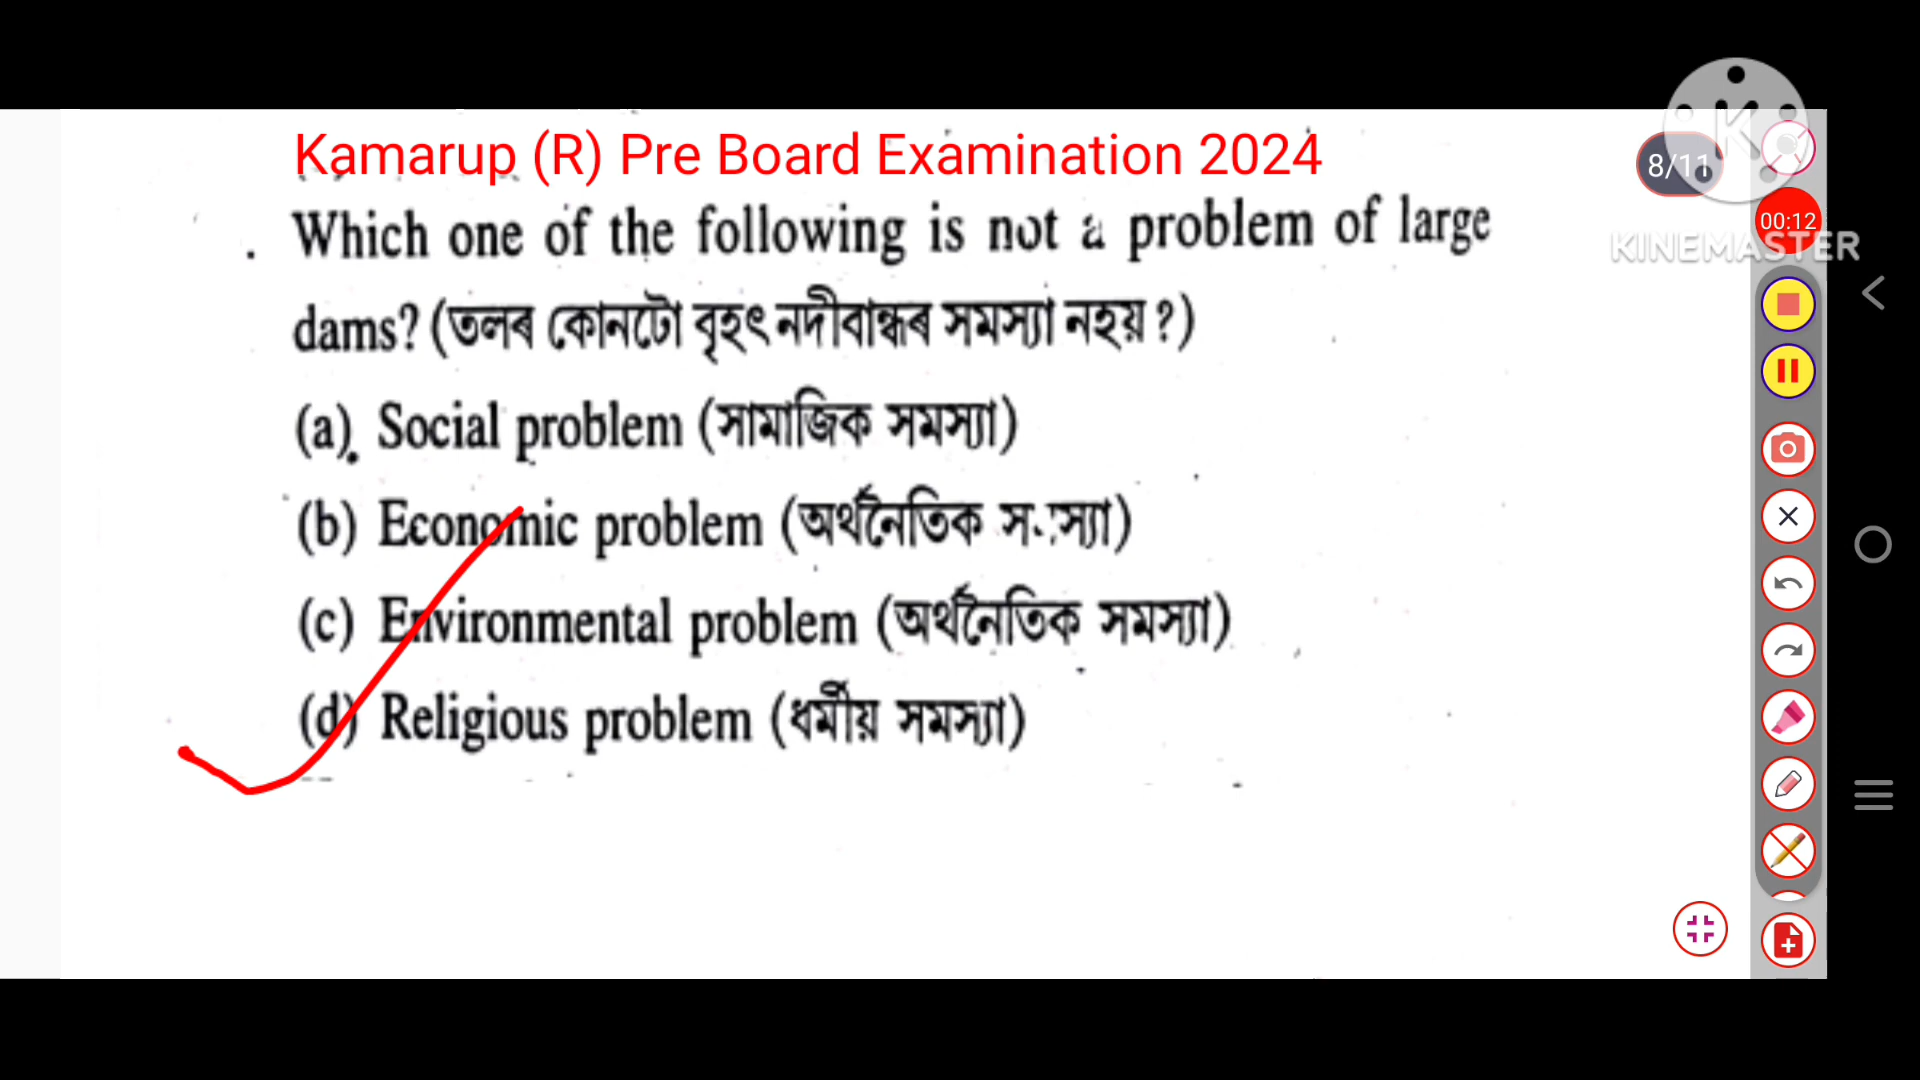 Kamarup (R) Pre Board Examination 2024
8/11
00:12
KINEMASTER
Which one of the following is not a problem of large
dams? (তলৰ কোনটো বৃহৎ নদীবান্ধৰ সমস্যা নহয় ?)
(a) Social problem (সামাজিক সমস্যা)
(b) Economic problem (অৰ্থনৈতিক
(c) Environmental problem (অৰ্থনৈতিক সমস্যা)
(d) Religious problem (ধৰ্মীয় সমস্যা)